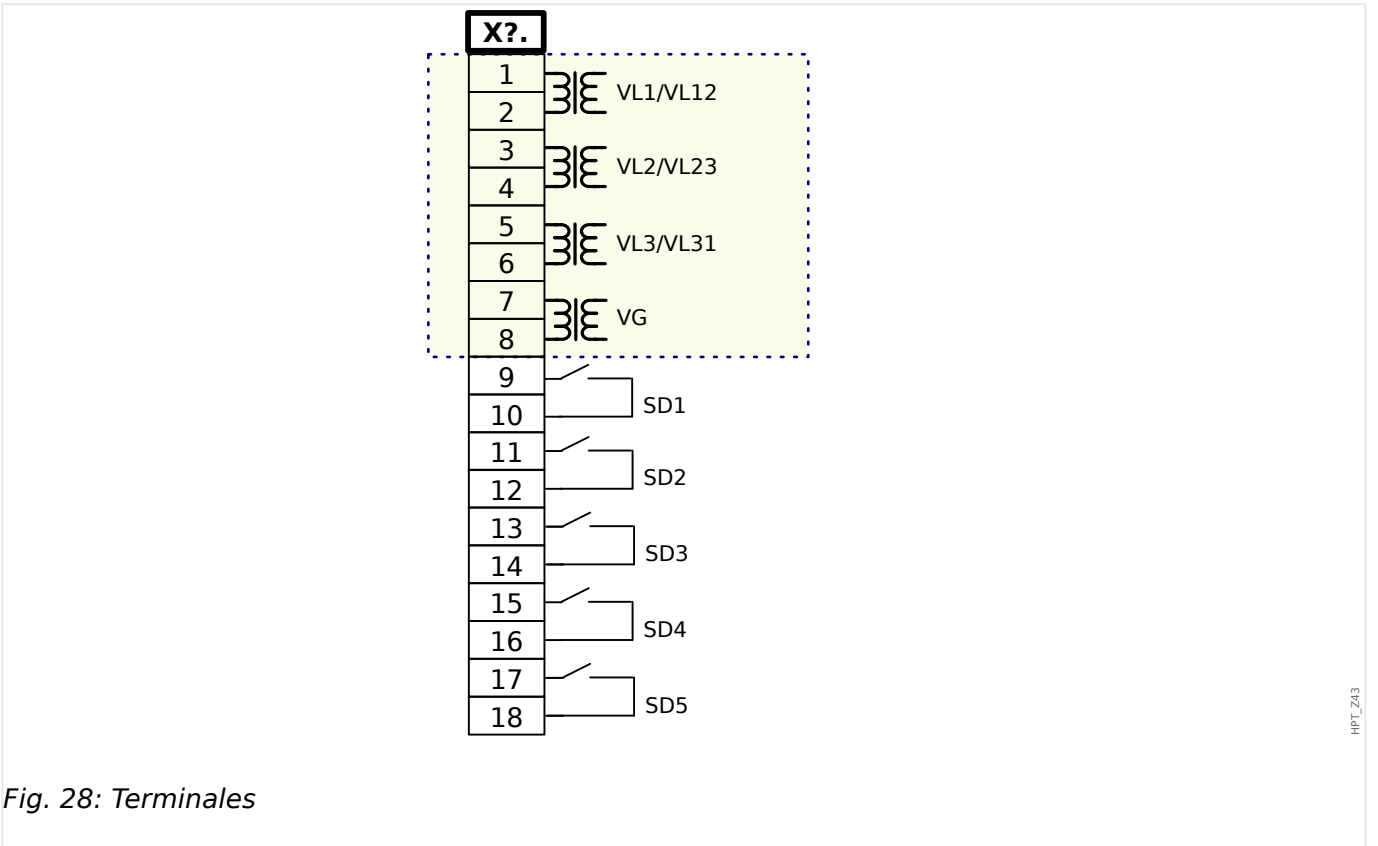 X?.
1
VL1/VL12
2
3
VL2/VL23
4
5
VL3/VL31
6
7
VG
8
9
SD1
10
11
SD2
12
13
SD3
14
15
SD4
16
17
SD5
18
HPT_Z43
Fig. 28: Terminales